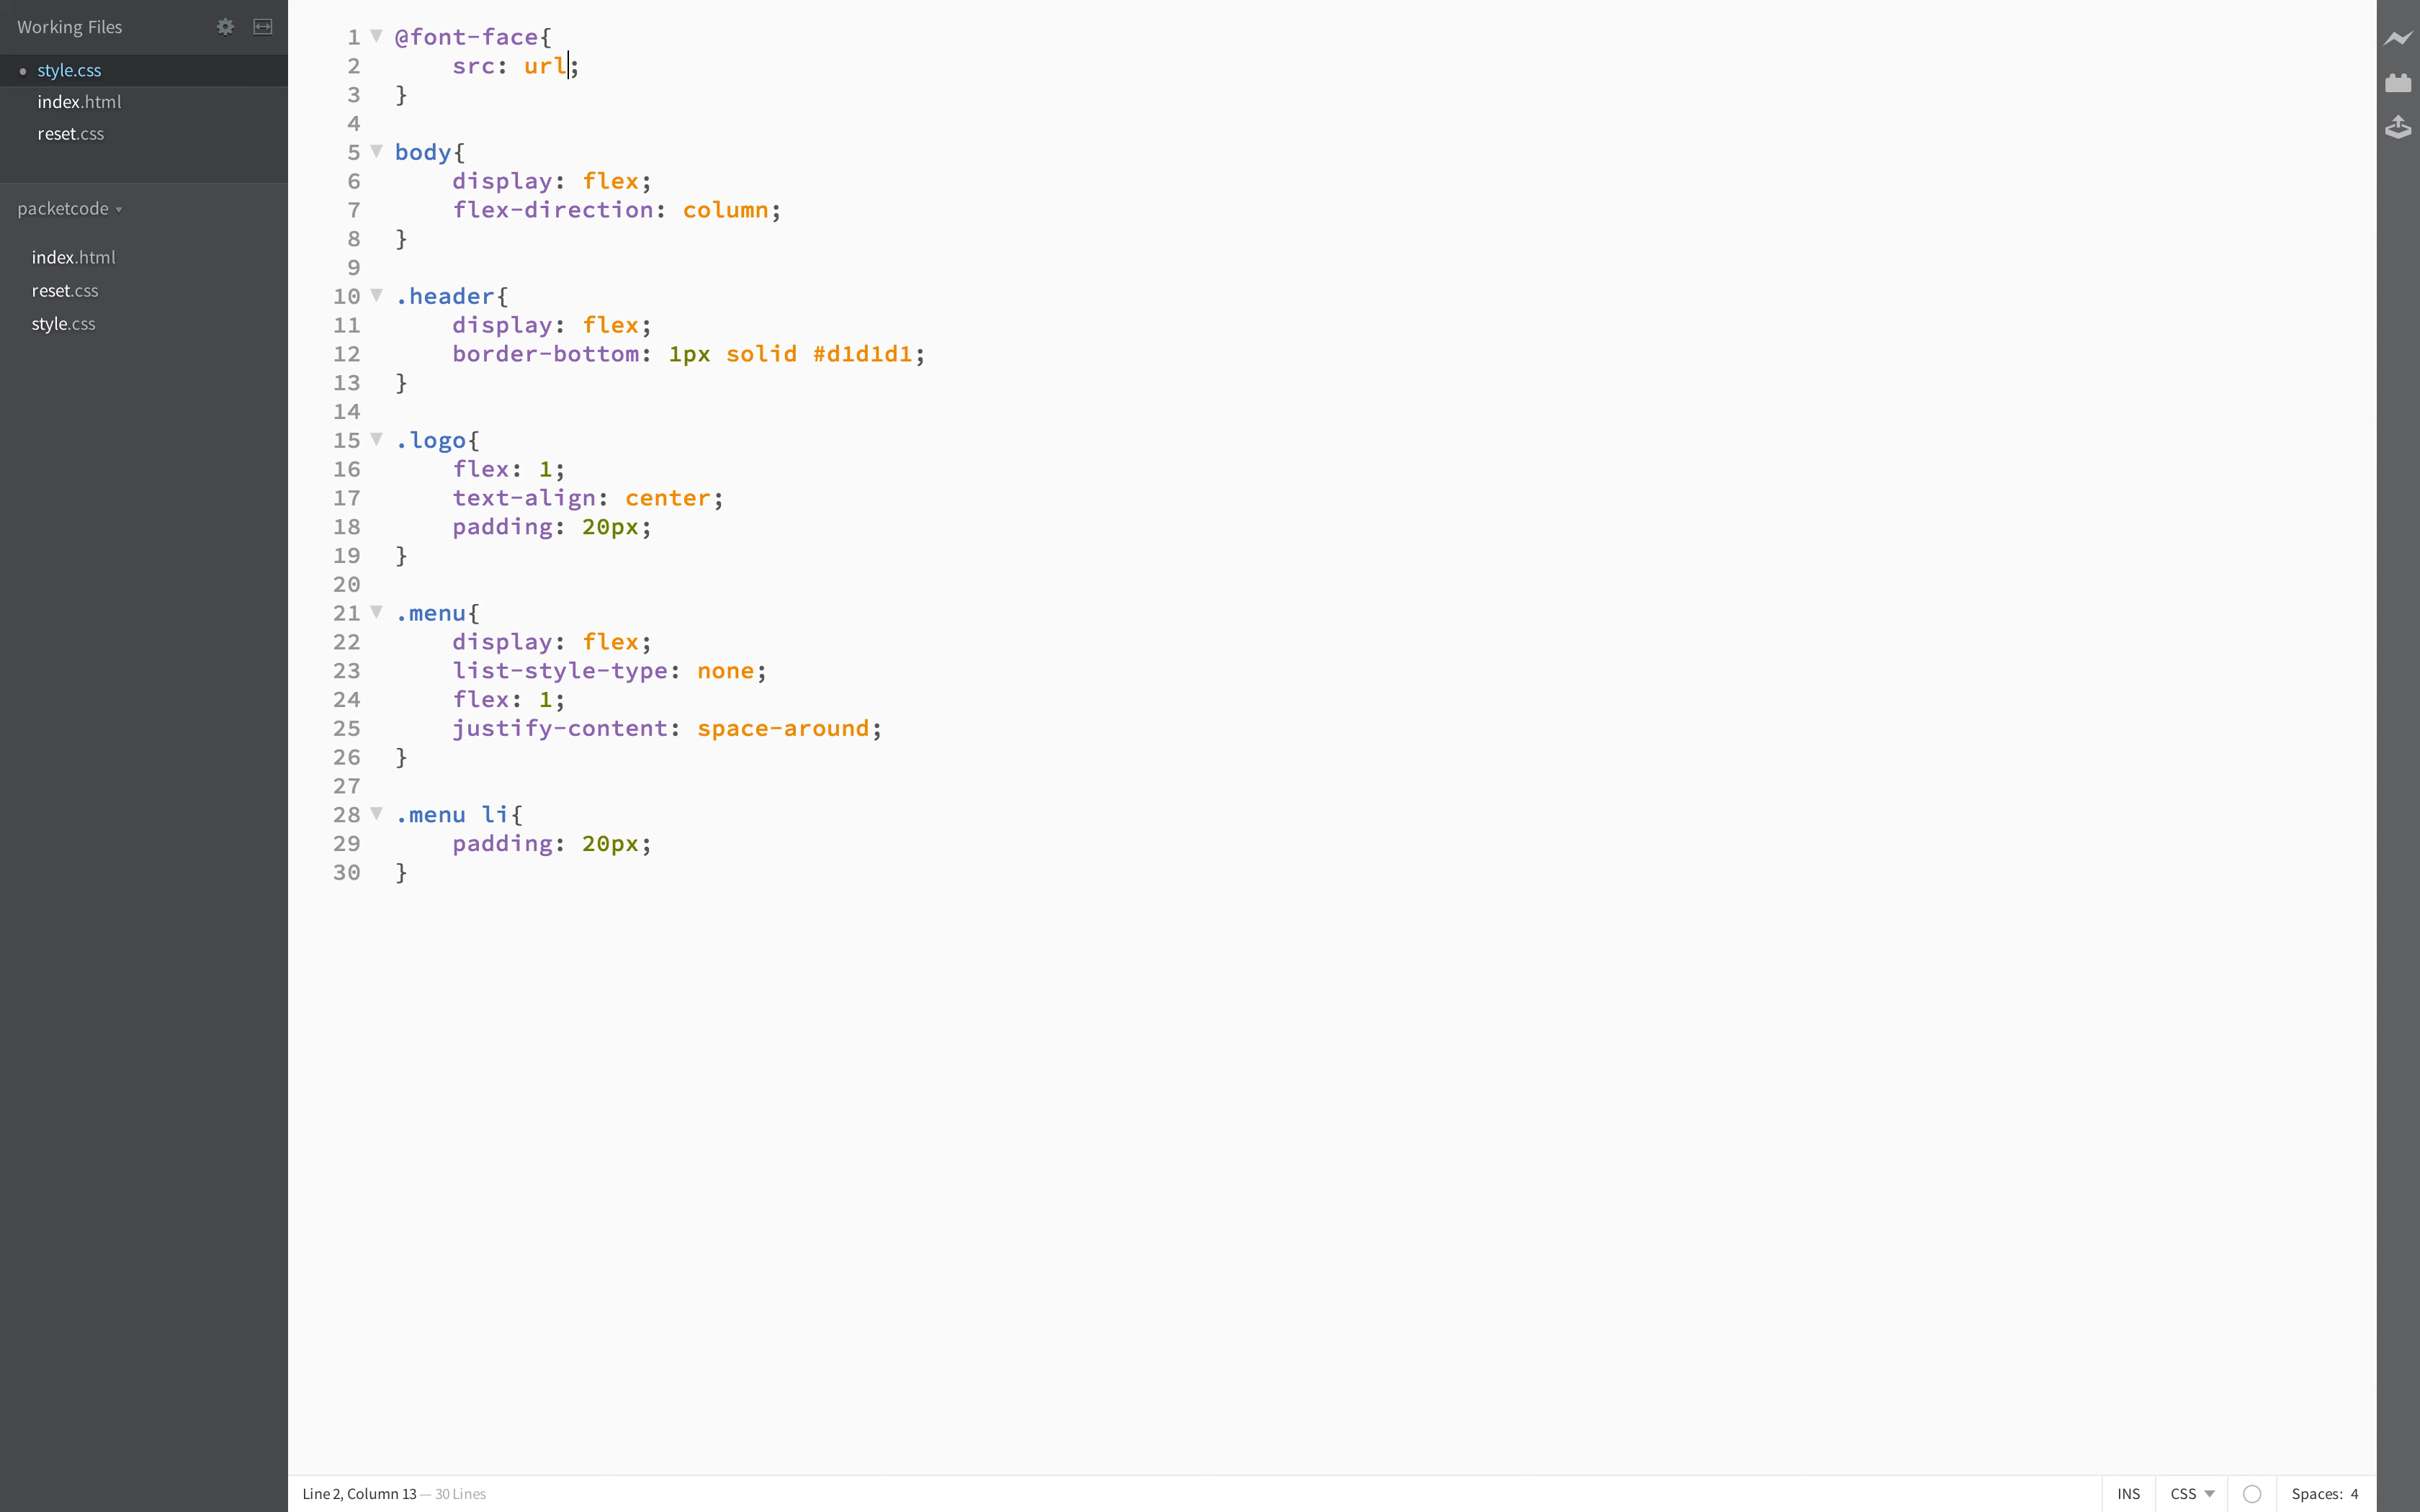 Working Files
style.css
index.html
reset.css
packetcode
index.html
reset.css
style.css
1 @font-face{
2 src: url;
3 }
4
5 body{
6 display: flex;
7 flex-direction: column;
8 }
9
10 .header{
11 display: flex;
12 border-bottom: 1px solid #d1d1d1;
13 }
14
15 .logo{
16 flex: 1;
17 text-align: center;
18 padding: 20px;
19 }
20
21 .menu{
22 display: flex;
23 list-style-type: none;
24 flex: 1;
25 justify-content: space-around;
26 }
27
28 .menu li{
29 padding: 20px;
30 }
Line 2, Column 13 — 30 Lines
INS CSS Spaces: 4